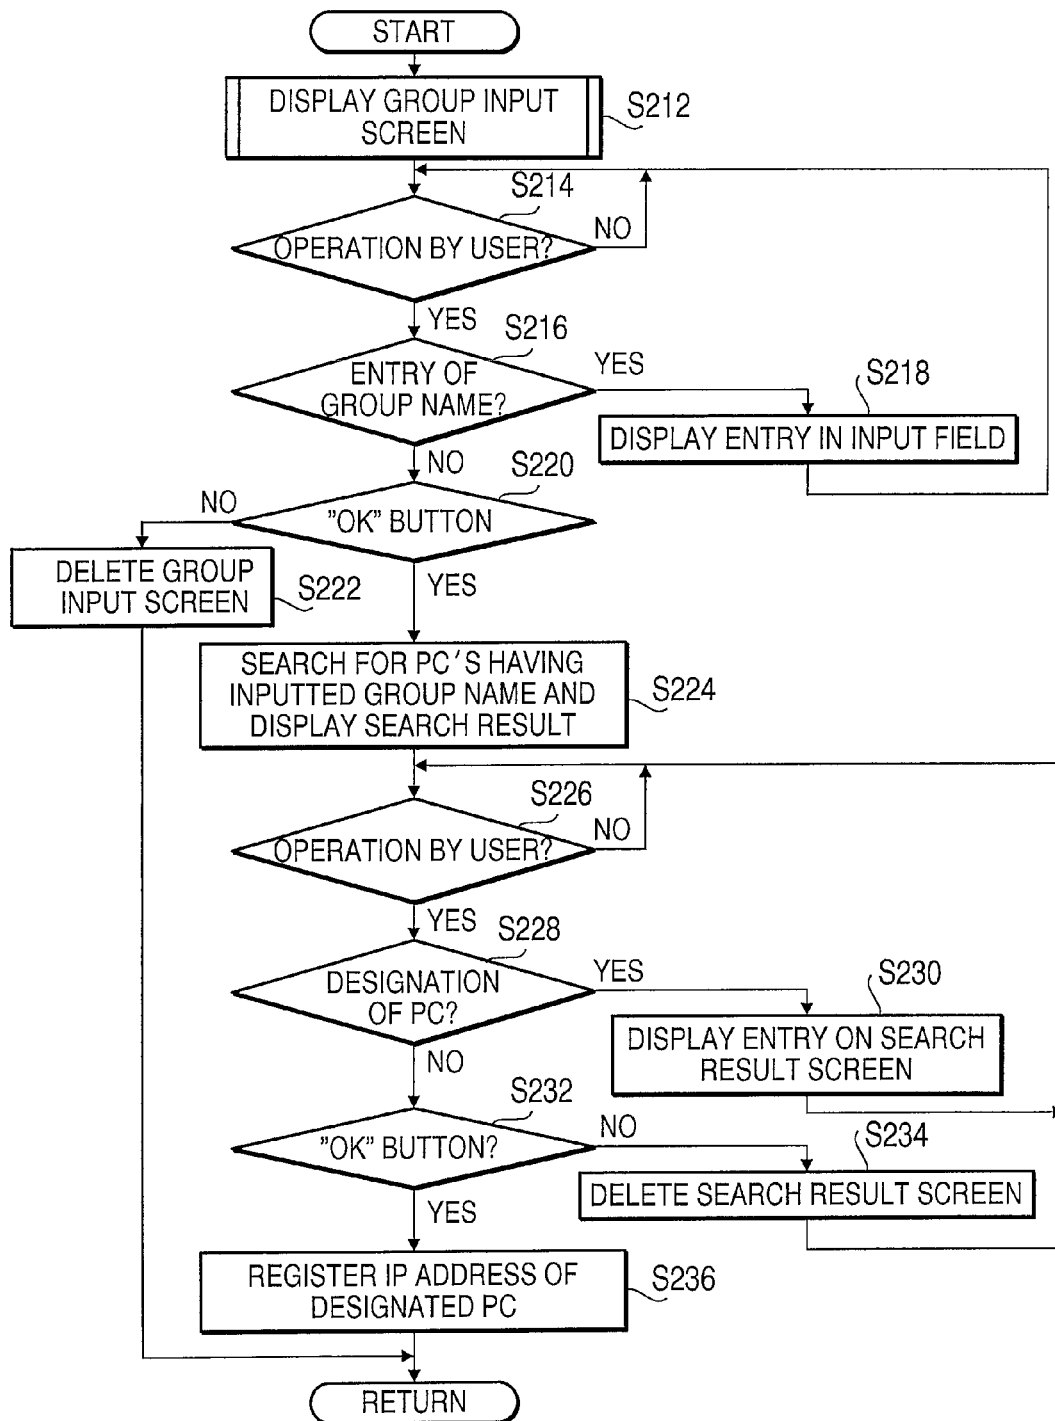 START
DISPLAY GROUP INPUT
SCREEN
S212
S214
OPERATION BY USER?
NO
YES
S216
ENTRY OF
GROUP NAME?
YES
S218
DISPLAY ENTRY IN INPUT FIELD
NO
S220
NO
"OK" BUTTON
DELETE GROUP
INPUT SCREEN
S222
YES
SEARCH FOR PC'S HAVING
INPUTTED GROUP NAME AND
DISPLAY SEARCH RESULT
S224
S226
OPERATION BY USER?
NO
YES
S228
DESIGNATION
OF PC?
YES
S230
DISPLAY ENTRY ON SEARCH
RESULT SCREEN
NO
S232
"OK" BUTTON?
NO
S234
DELETE SEARCH RESULT SCREEN
YES
REGISTER IP ADDRESS OF
DESIGNATED PC
S236
RETURN